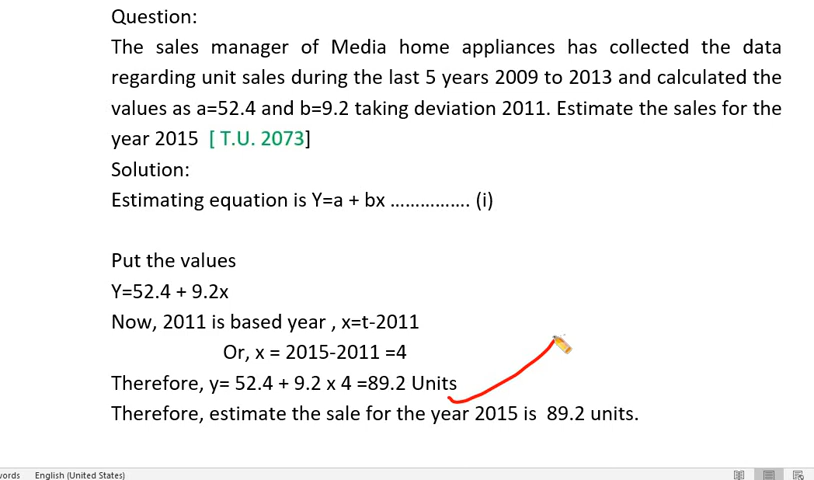 Question:
The sales manager of Media home appliances has collected the data
regarding unit sales during the last 5 years 2009 to 2013 and calculated the
values as a=52.4 and b=9.2 taking deviation 2011. Estimate the sales for the
year 2015 [ T.U. 2073]
Solution:
Estimating equation is Y=a + bx ................ (i)
Put the values
Y=52.4 + 9.2x
Now, 2011 is based year , x=t-2011
Or, x = 2015-2011 =4
Therefore, y= 52.4 + 9.2 x 4 =89.2 Units
Therefore, estimate the sale for the year 2015 is 89.2 units.
words English (United States)